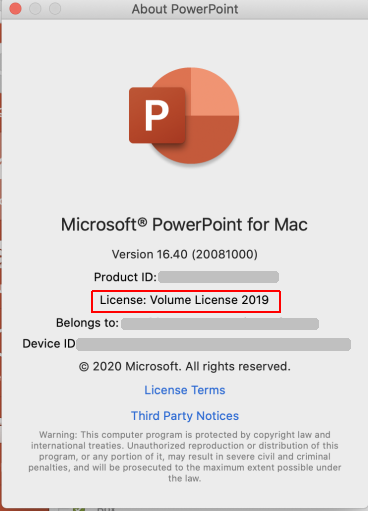 About PowerPoint
P
Microsoft® PowerPoint for Mac
Version 16.40 (20081000)
Product ID:
License: Volume License 2019
Belongs to:
Device ID
© 2020 Microsoft. All rights reserved.
License Terms
Third Party Notices
Warning: This computer program is protected by copyright law and
international treaties. Unauthorized reproduction or distribution of this
program, or any portion of it, may result in severe civil and criminal
penalties, and will be prosecuted to the maximum extent possible under
the law.